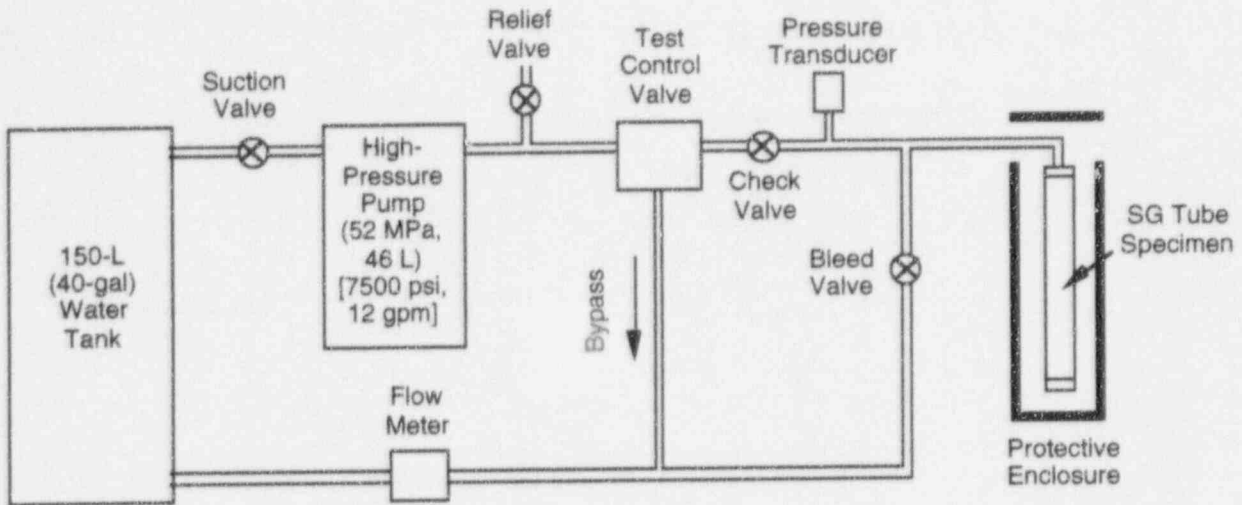 Suction
Valve
Relief
Valve
Test
Control
Valve
Pressure
Transducer
150-L
(40-gal)
Water
Tank
High-
Pressure
Pump
(52 MPa,
46 L)
[7500 psi,
12 gpm]
Check
Valve
Bypass
Bleed
Valve
SG Tube
Specimen
Flow
Meter
Protective
Enclosure